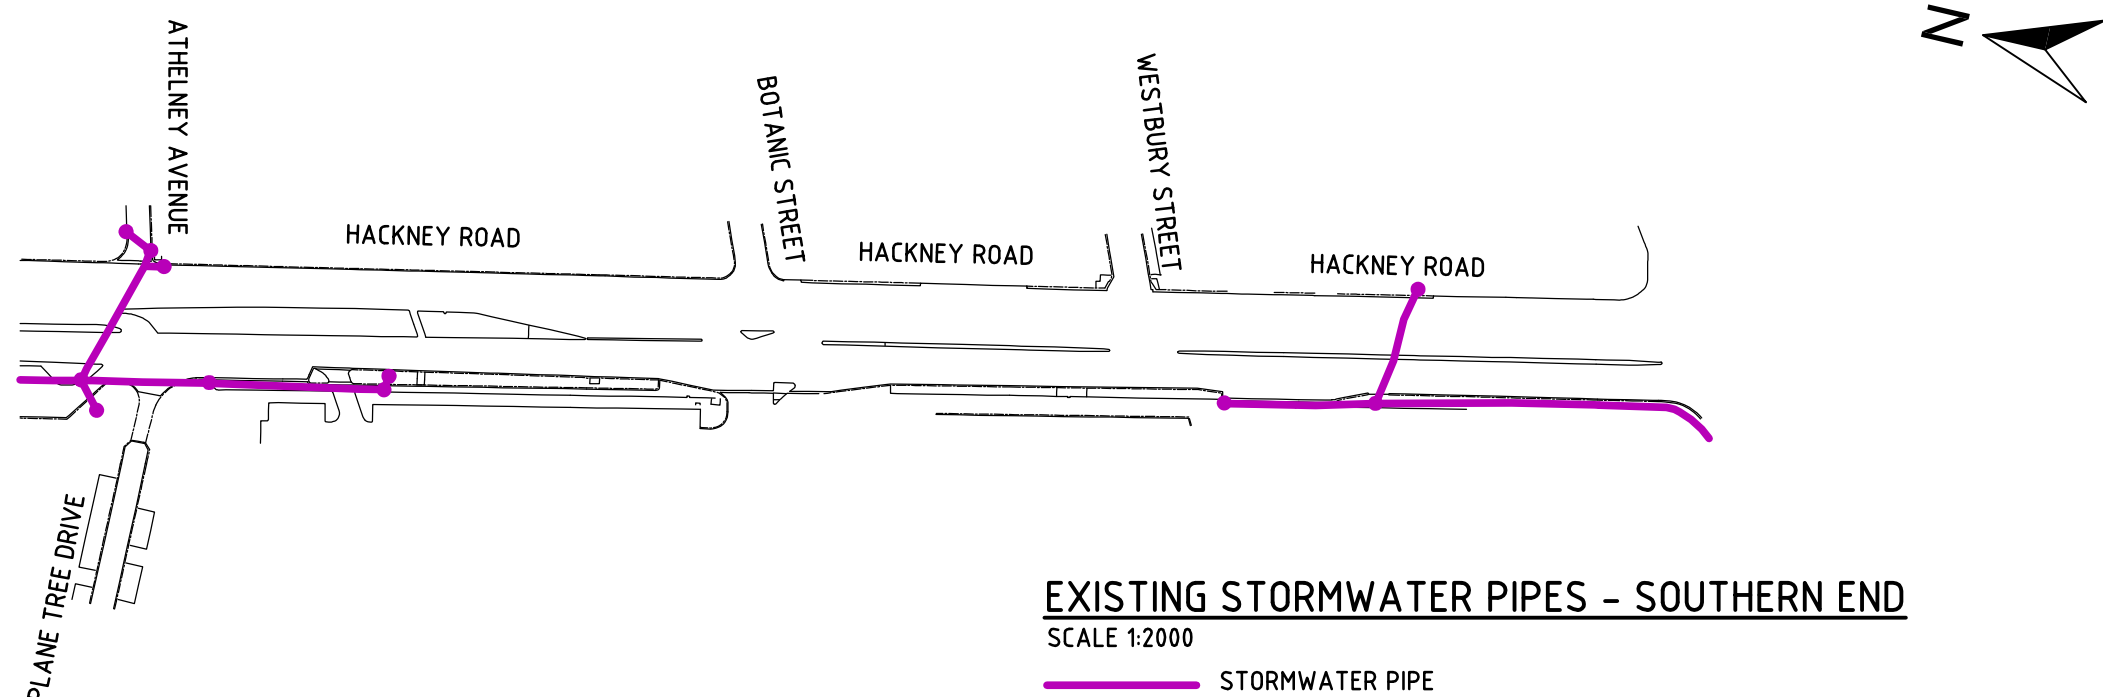 N
ATHELNEY AVENUE
BOTANIC STREET
WESTBURY STREET
HACKNEY ROAD
HACKNEY ROAD
HACKNEY ROAD
PLANE TREE DRIVE
EXISTING STORMWATER PIPES - SOUTHERN END
SCALE 1:2000
STORMWATER PIPE